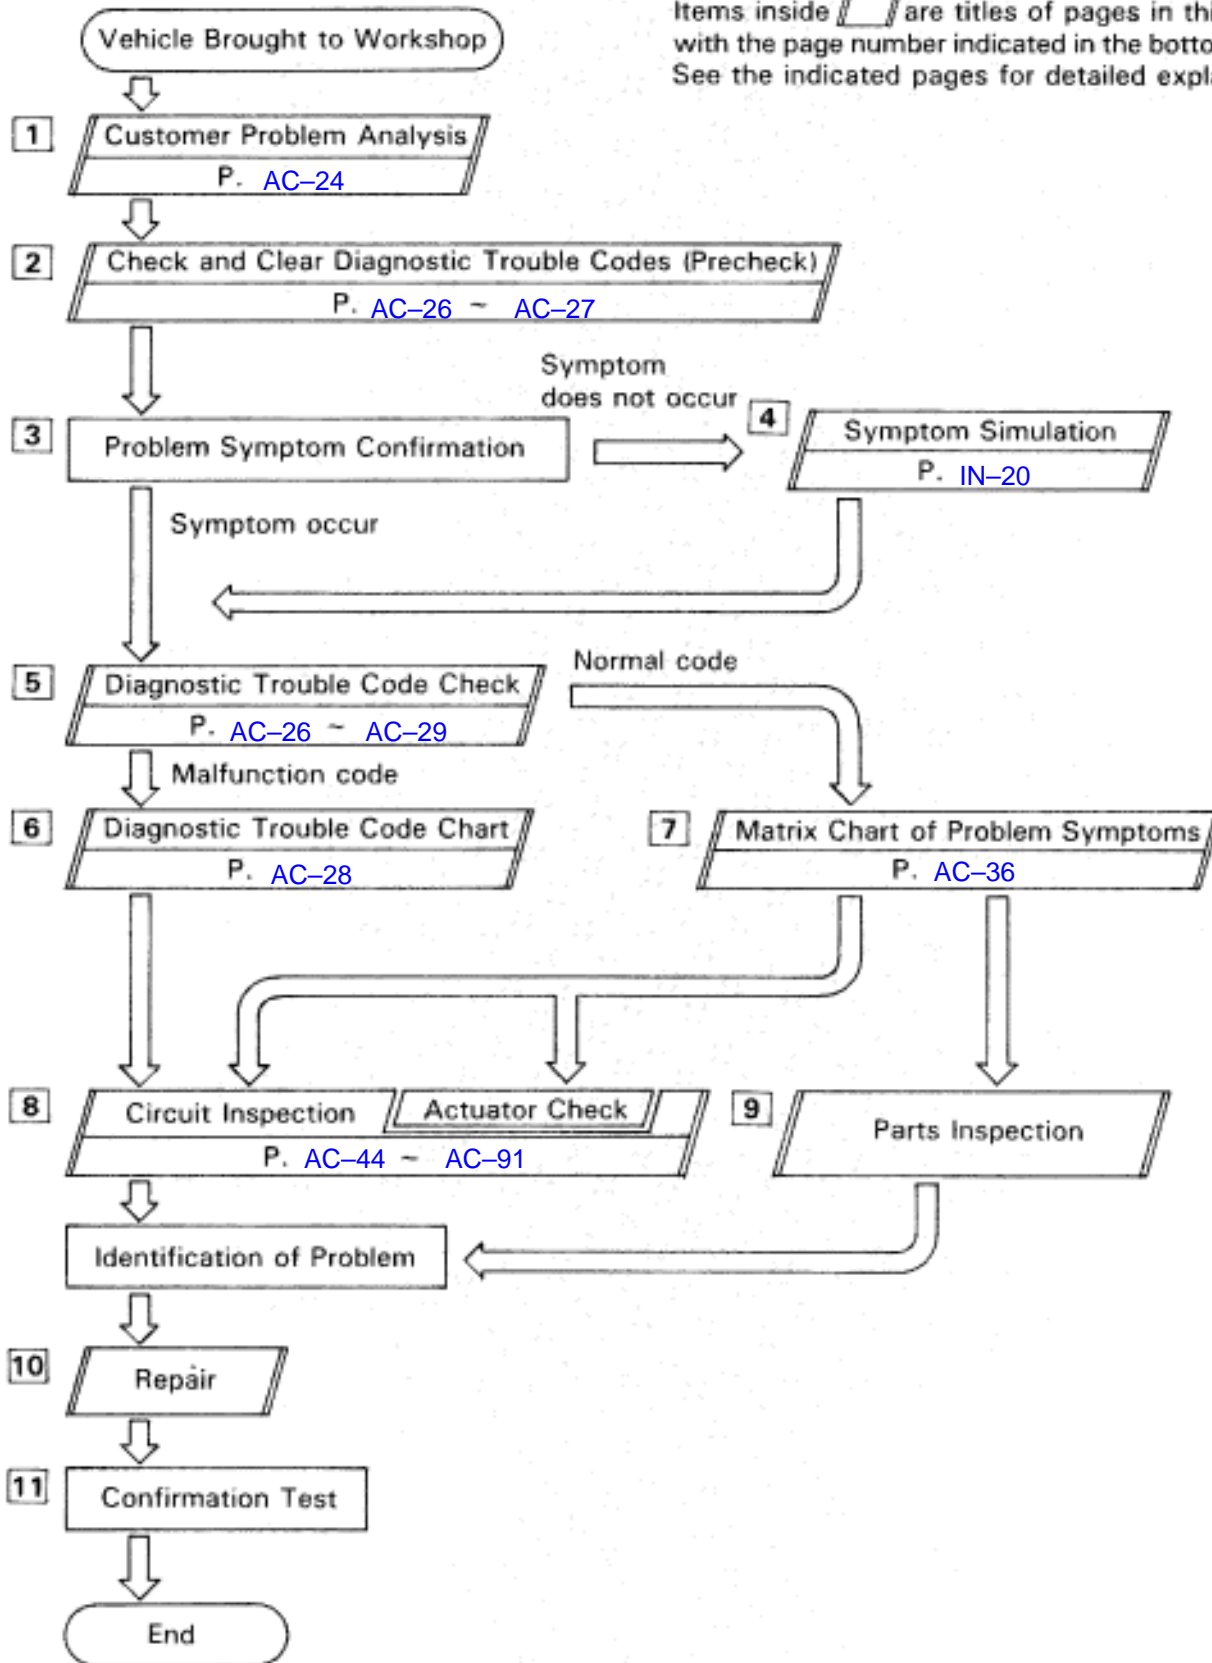 Vehicle Brought to Workshop
Items inside are titles of pages in
with the page number indicated in the
See the indicated pages for detailed
1
Customer Problem Analysis
P. AC–24
2
Check and Clear Diagnostic Trouble Codes (Precheck)
P. AC–26 ~ AC–27
Symptom
does not occur
3
Problem Symptom Confirmation
4
Symptom Simulation
P. IN–20
Symptom occur
5
Diagnostic Trouble Code Check
P. AC–26 ~ AC–29
Normal code
Malfunction code
6
Diagnostic Trouble Code Chart
P. AC–28
7
Matrix Chart of Problem Symptoms
P. AC–36
8
Circuit Inspection
Actuator Check
P. AC–44 ~ AC–91
9
Parts Inspection
Identification of Problem
10
Repair
11
Confirmation Test
End